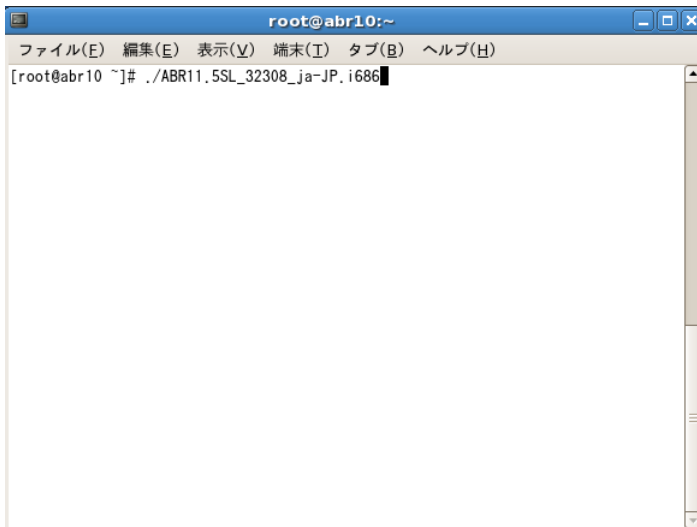 root@abr10:~
ファイル(F) 編集(E) 表示(V) 端末(T) タブ(B) ヘルプ(H)
[root@abr10 ~]# ./ABR11.5SL_32308_ja-JP.i686